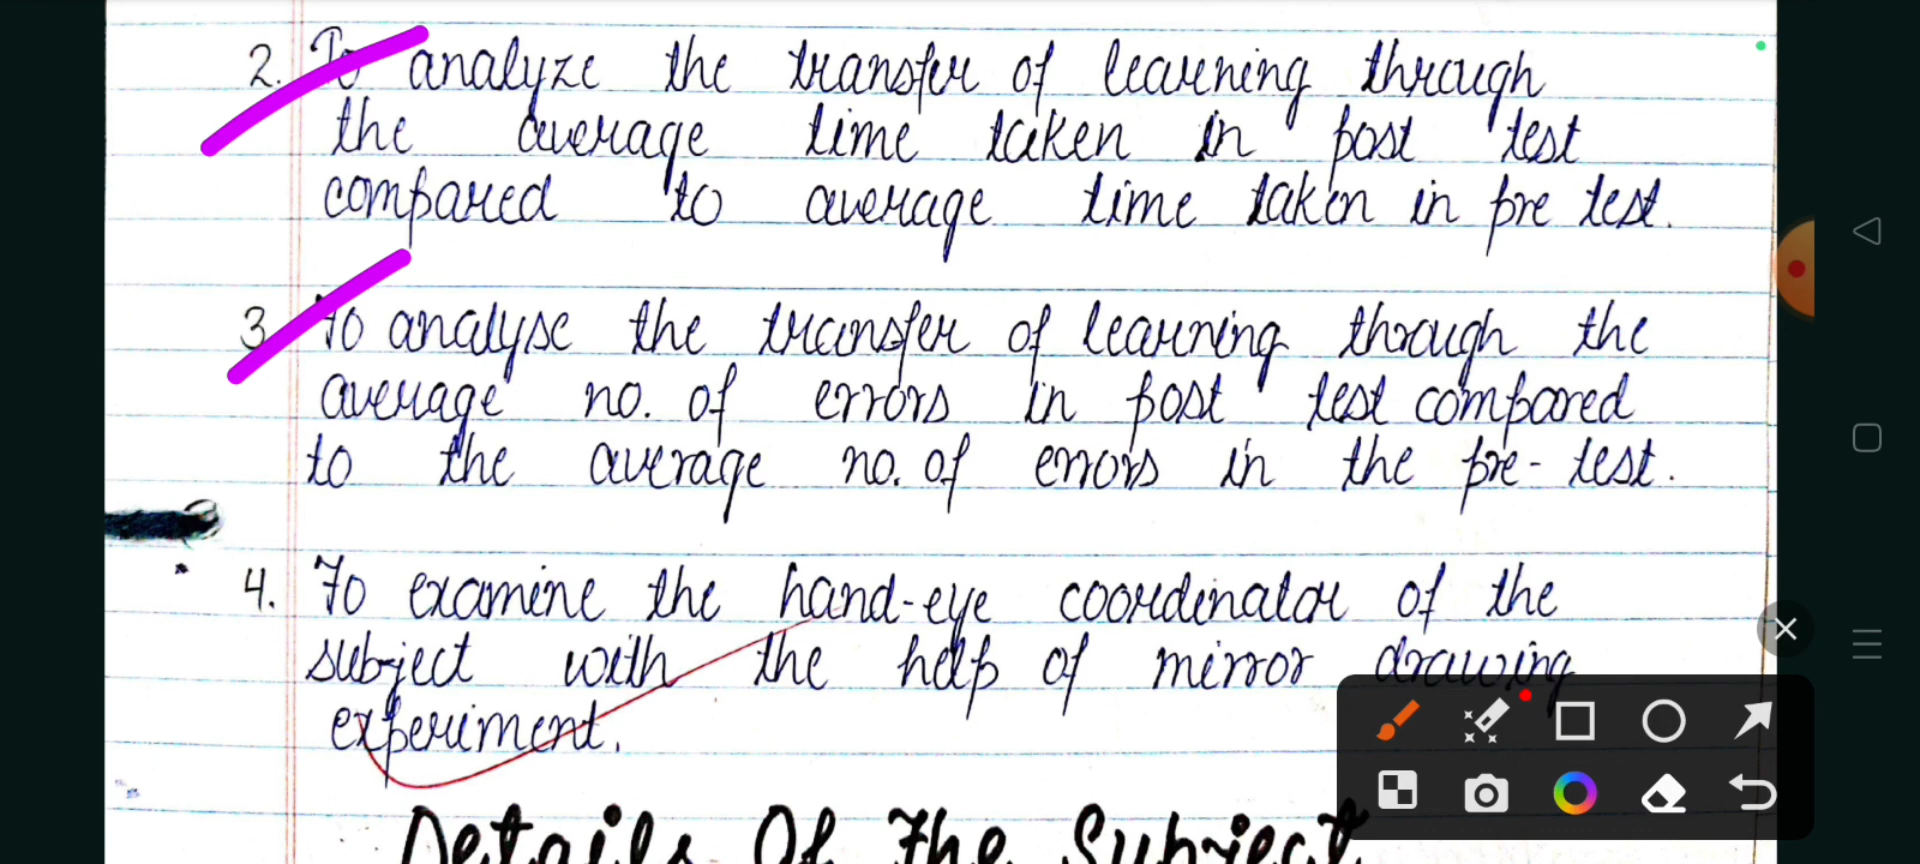 2. To analyze the transfer of learning through
the average time taken in post test
compared to average time taken in pre test.
3. To analyse the transfer of learning through the
average no. of errors in post test compared
to the average no. of errors in the pre-test.
4. To examine the hand-eye coordinator of the
subject with the help of mirror drawing
experiment.
Details Of The Subject